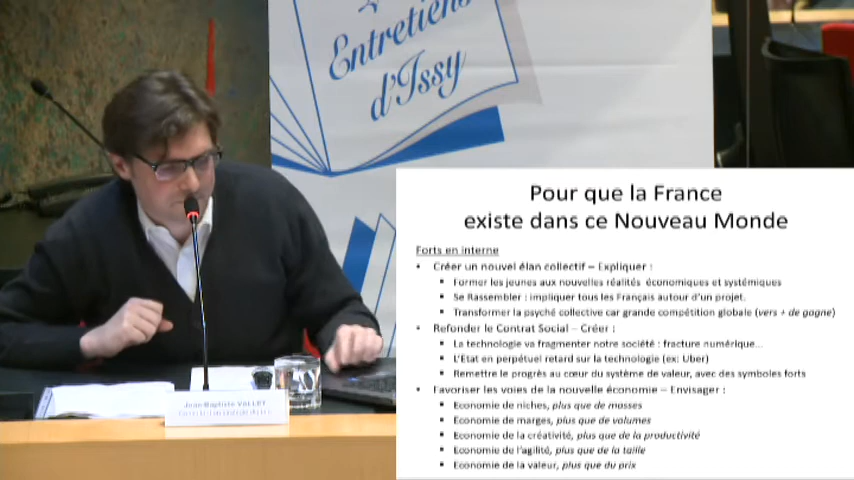 Entretiens
d'Issy
Pour que la France
existe dans ce Nouveau Monde
Forts en interne
• Créer un nouvel élan collectif – Expliquer :
▪ Former les jeunes aux nouvelles réalités économiques et systémiques
▪ Se Rassembler : impliquer tous les Français autour d'un projet.
▪ Transformer la psyché collective car grande compétition globale (vers + de gagne)
• Refonder le Contrat Social – Créer :
▪ La technologie va fragmenter notre société : fracture numérique...
▪ L'Etat en perpétuel retard sur la technologie (ex: Uber)
▪ Remettre le progrès au cœur du système de valeur, avec des symboles forts
• Favoriser les voies de la nouvelle économie – Envisager :
▪ Economie de niches, plus que de masses
▪ Economie de marges, plus que de volumes
▪ Economie de la créativité, plus que de la productivité
▪ Economie de l'agilité, plus que de la taille
▪ Economie de la valeur, plus que du prix
Jean-Baptiste VALLET